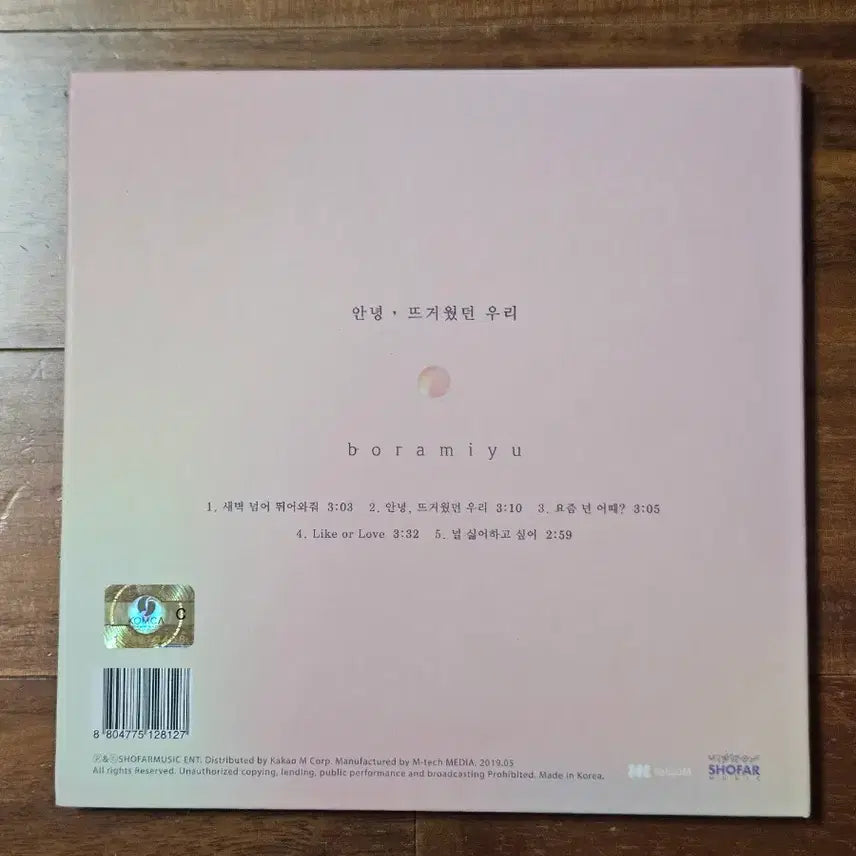 안녕, 뜨거웠던 우리
boramiyu
1. 새벽 넘어 뛰어와줘 3:03 2. 안녕, 뜨거웠던 우리 3:10 3. 요즘 넌 어때? 3:05
4. Like or Love 3:32 5. 널 싫어하고 싶어 2:59
KOMCA
C
8 804775 128127
Ⓟ&ⓒSHOFARMUSIC ENT. Distributed by Kakao M Corp. Manufactured by M-tech MEDIA. 2019.05
All rights Reserved. Unauthorized copying, lending, public performance and broadcasting Prohibited. Made in Korea.
SHOFAR
MUSIC